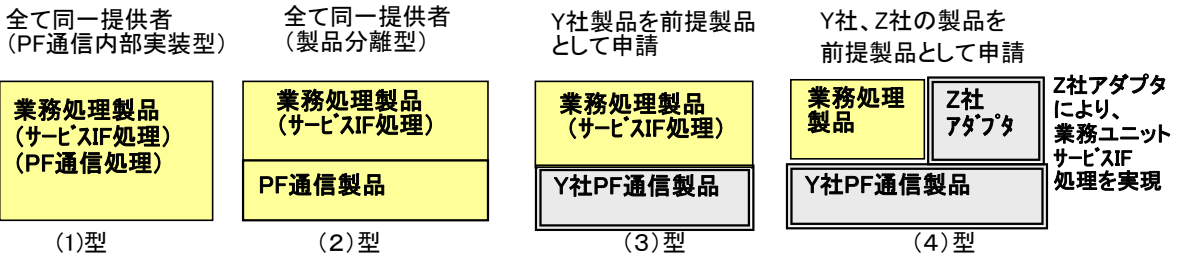 全て同一提供者
(PF通信内部実装型)
全て同一提供者
(製品分離型)
Y社製品を前提製品
として申請
Y社、Z社の製品を
前提製品として申請
業務処理製品
(サービスIF処理)
(PF通信処理)
業務処理製品
(サービスIF処理)
PF通信製品
業務処理製品
(サービスIF処理)
Y社PF通信製品
業務処理
製品
Z社
アダプタ
Y社PF通信製品
Z社アダプタ
により、
業務ユニット
サービスIF
処理を実現
(1)型
(2)型
(3)型
(4)型